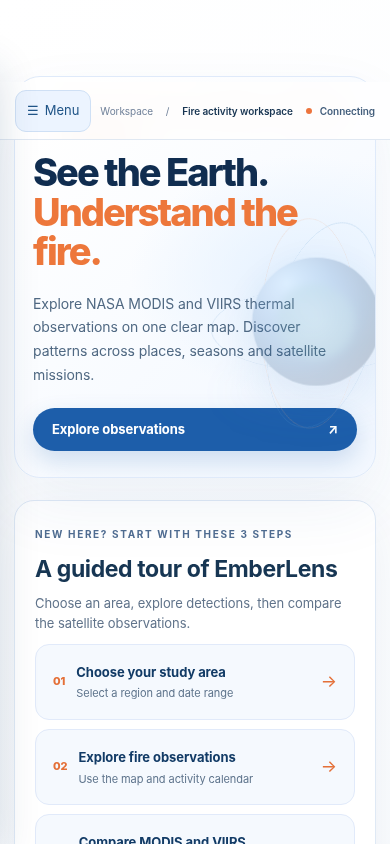 ☰ Menu
Workspace / Fire activity workspace Connecting
See the Earth.
Understand the
fire.
Explore NASA MODIS and VIIRS thermal
observations on one clear map. Discover
patterns across places, seasons and satellite
missions.
Explore observations
NEW HERE? START WITH THESE 3 STEPS
A guided tour of EmberLens
Choose an area, explore detections, then compare
the satellite observations.
01 Choose your study area
Select a region and date range
02 Explore fire observations
Use the map and activity calendar
Compare MODIS and VIIRS